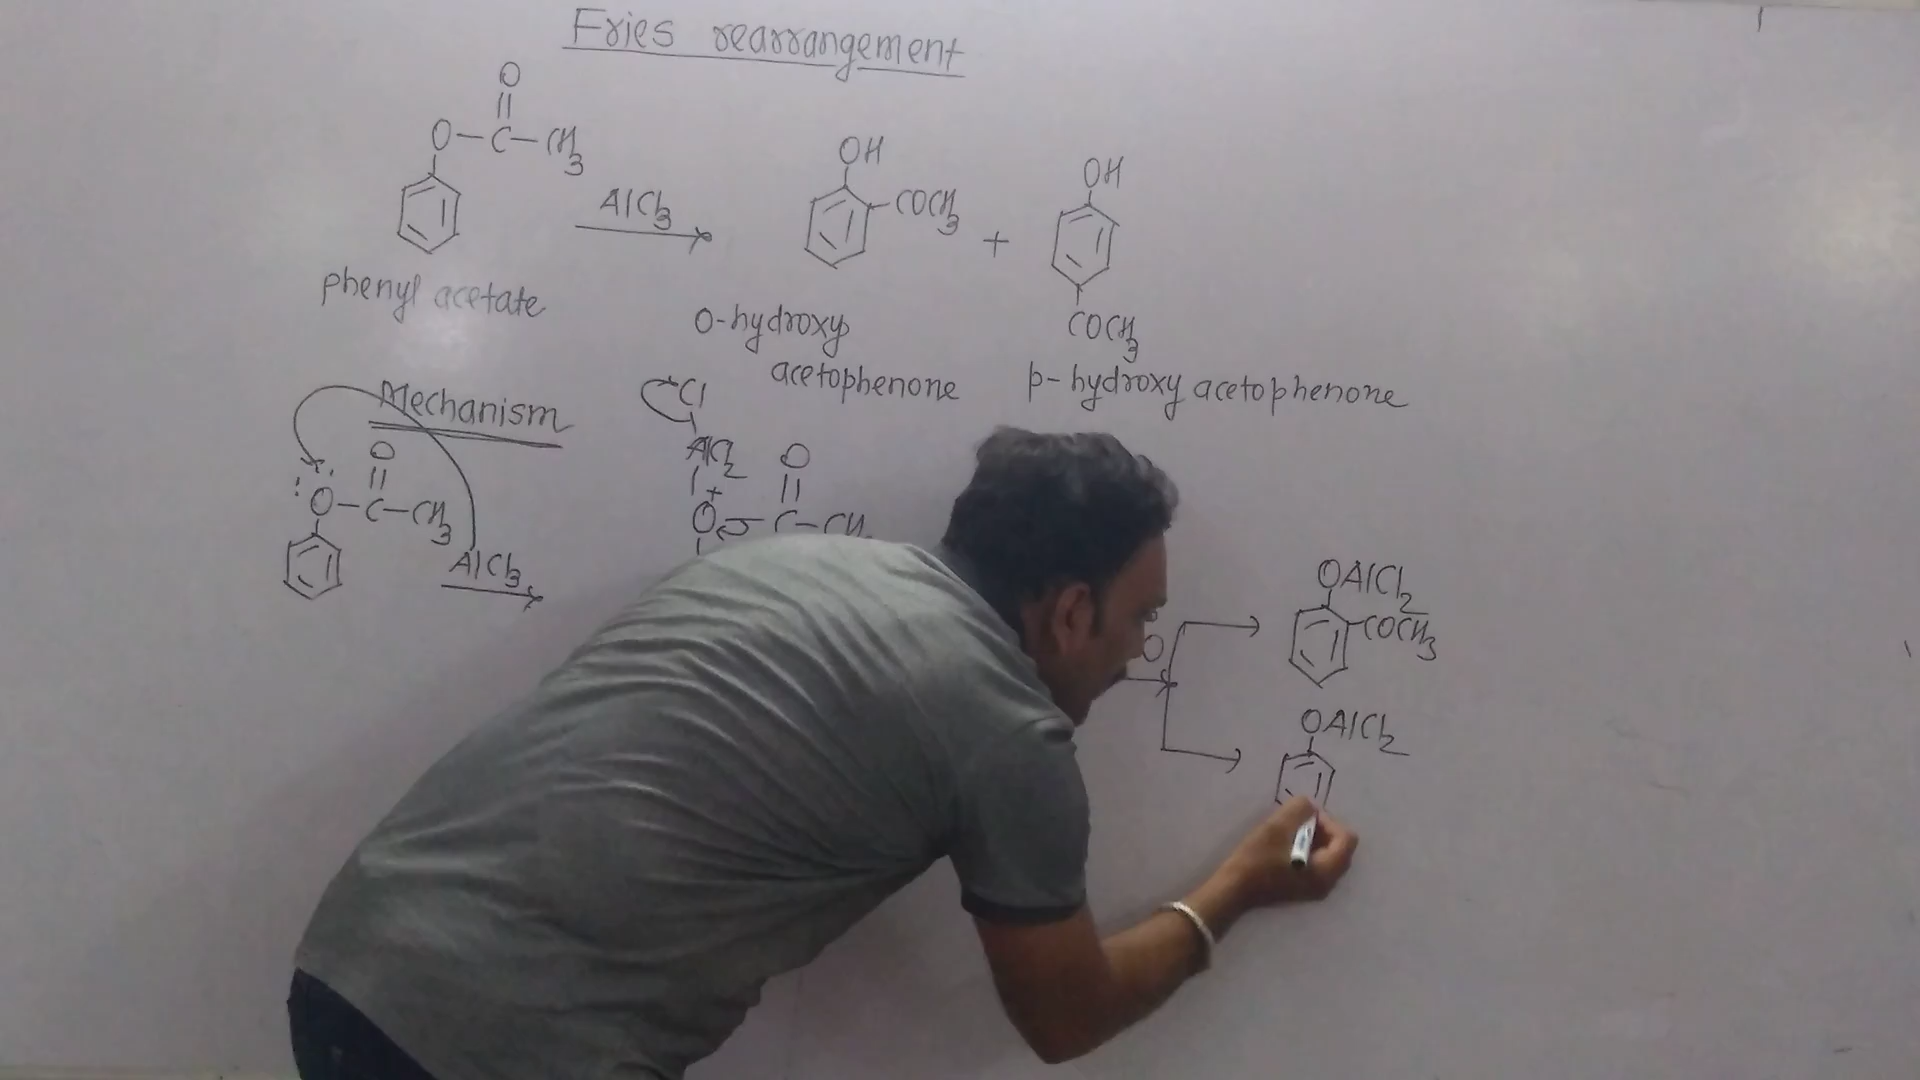 Fries rearrangement
O
||
O-C-CH3
AlCl3
OH
COCH3
+
OH
COCH3
phenyl acetate
o-hydroxy
acetophenone
p-hydroxy acetophenone
Mechanism
O
||
:O-C-CH3
AlCl3
Cl
AlCl2
+
O
||
O-C-CH
O
OAlCl2
COCH3
OAlCl2